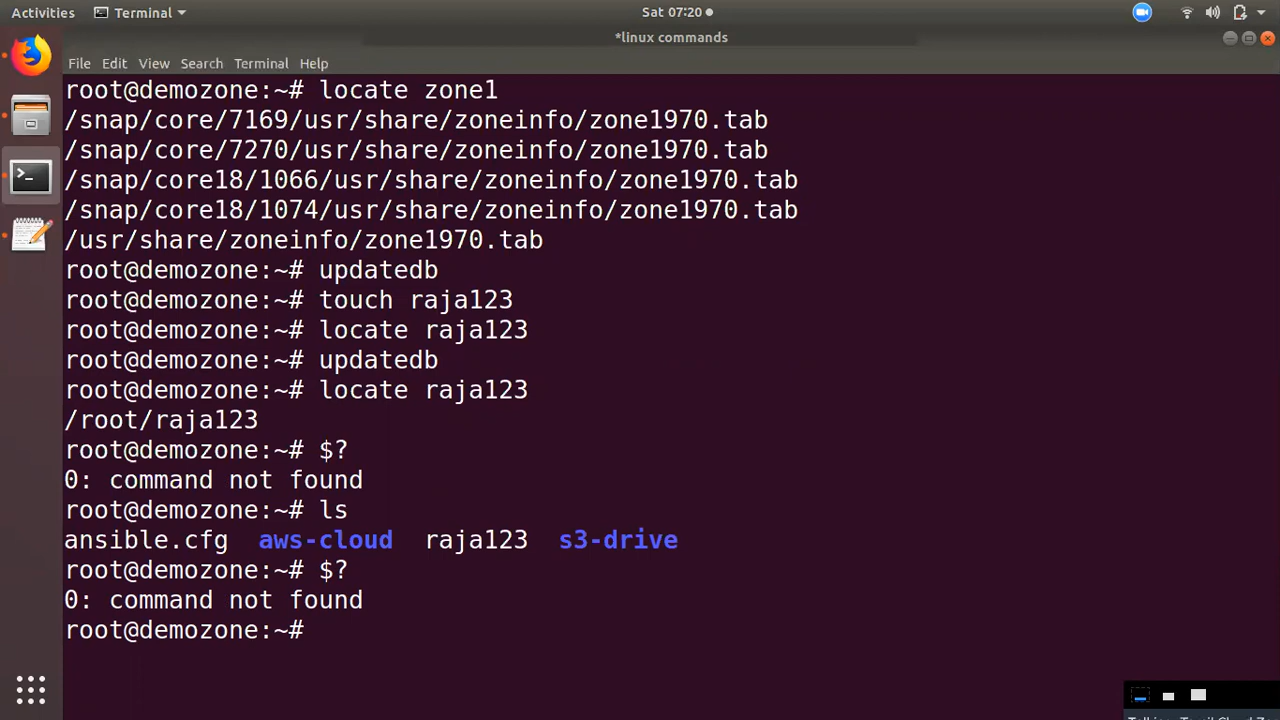 Activities Terminal Sat 07:20
*linux commands
File Edit View Search Terminal Help
root@demozone:~# locate zone1
/snap/core/7169/usr/share/zoneinfo/zone1970.tab
/snap/core/7270/usr/share/zoneinfo/zone1970.tab
/snap/core18/1066/usr/share/zoneinfo/zone1970.tab
/snap/core18/1074/usr/share/zoneinfo/zone1970.tab
/usr/share/zoneinfo/zone1970.tab
root@demozone:~# updatedb
root@demozone:~# touch raja123
root@demozone:~# locate raja123
root@demozone:~# updatedb
root@demozone:~# locate raja123
/root/raja123
root@demozone:~# $?
0: command not found
root@demozone:~# ls
ansible.cfg aws-cloud raja123 s3-drive
root@demozone:~# $?
0: command not found
root@demozone:~#